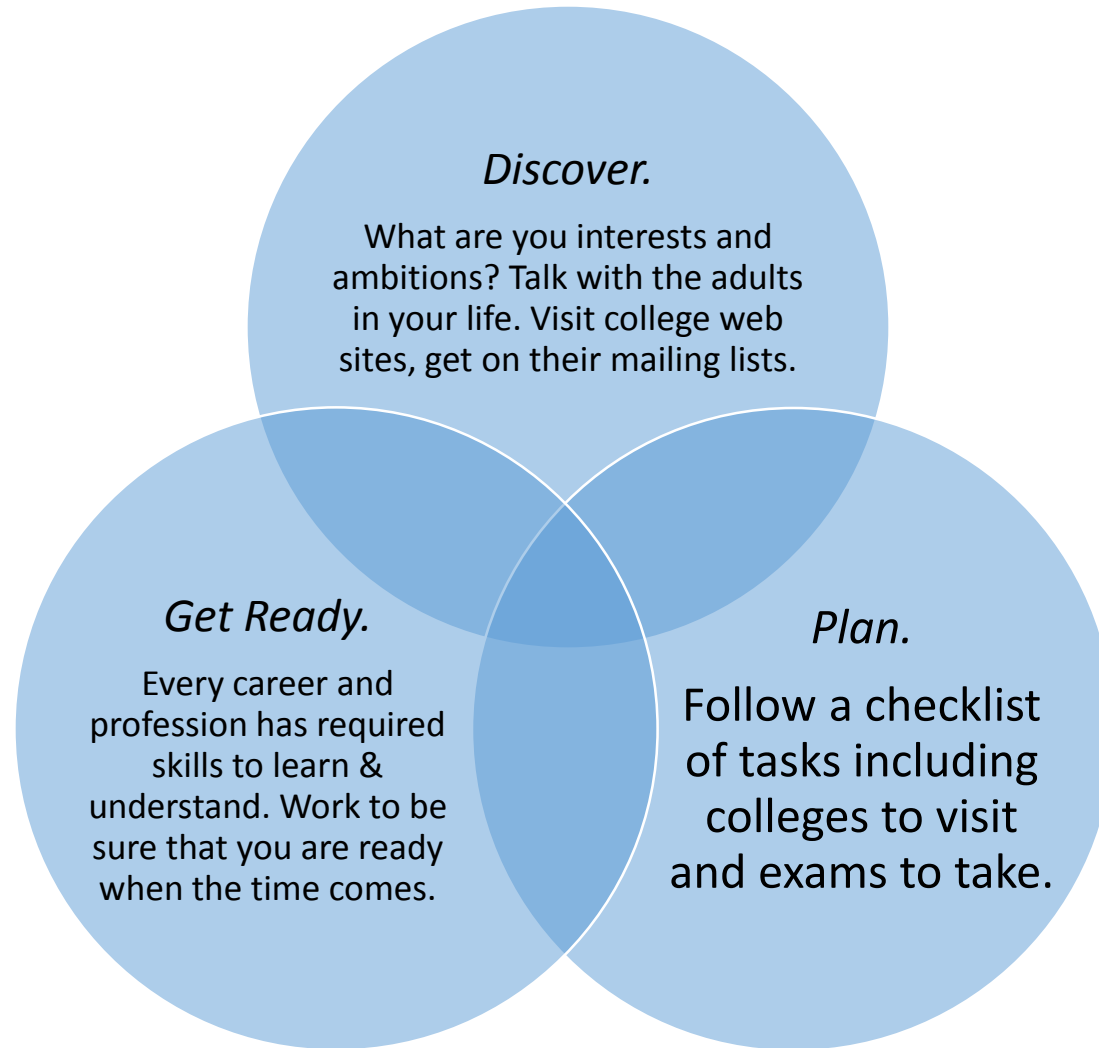 Discover.
What are you interests and
ambitions? Talk with the adults
in your life. Visit college web
sites, get on their mailing lists.
Get Ready.
Every career and
profession has required
skills to learn &
understand. Work to be
sure that you are ready
when the time comes.
Plan.
Follow a checklist
of tasks including
colleges to visit
and exams to take.